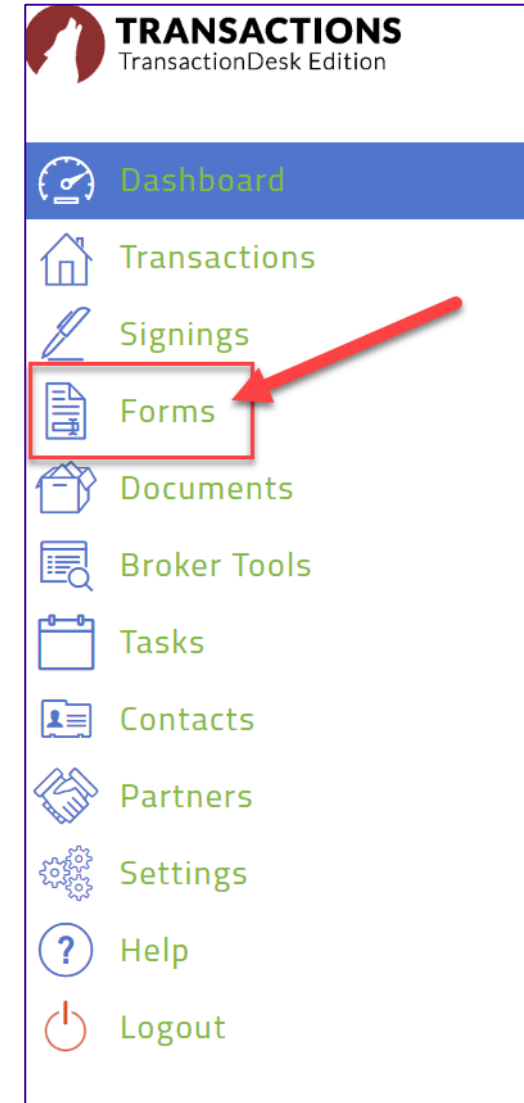 TRANSACTIONS
TransactionDesk Edition
Dashboard
Transactions
Signings
Forms
Documents
Broker Tools
Tasks
Contacts
Partners
Settings
?
Help
Logout